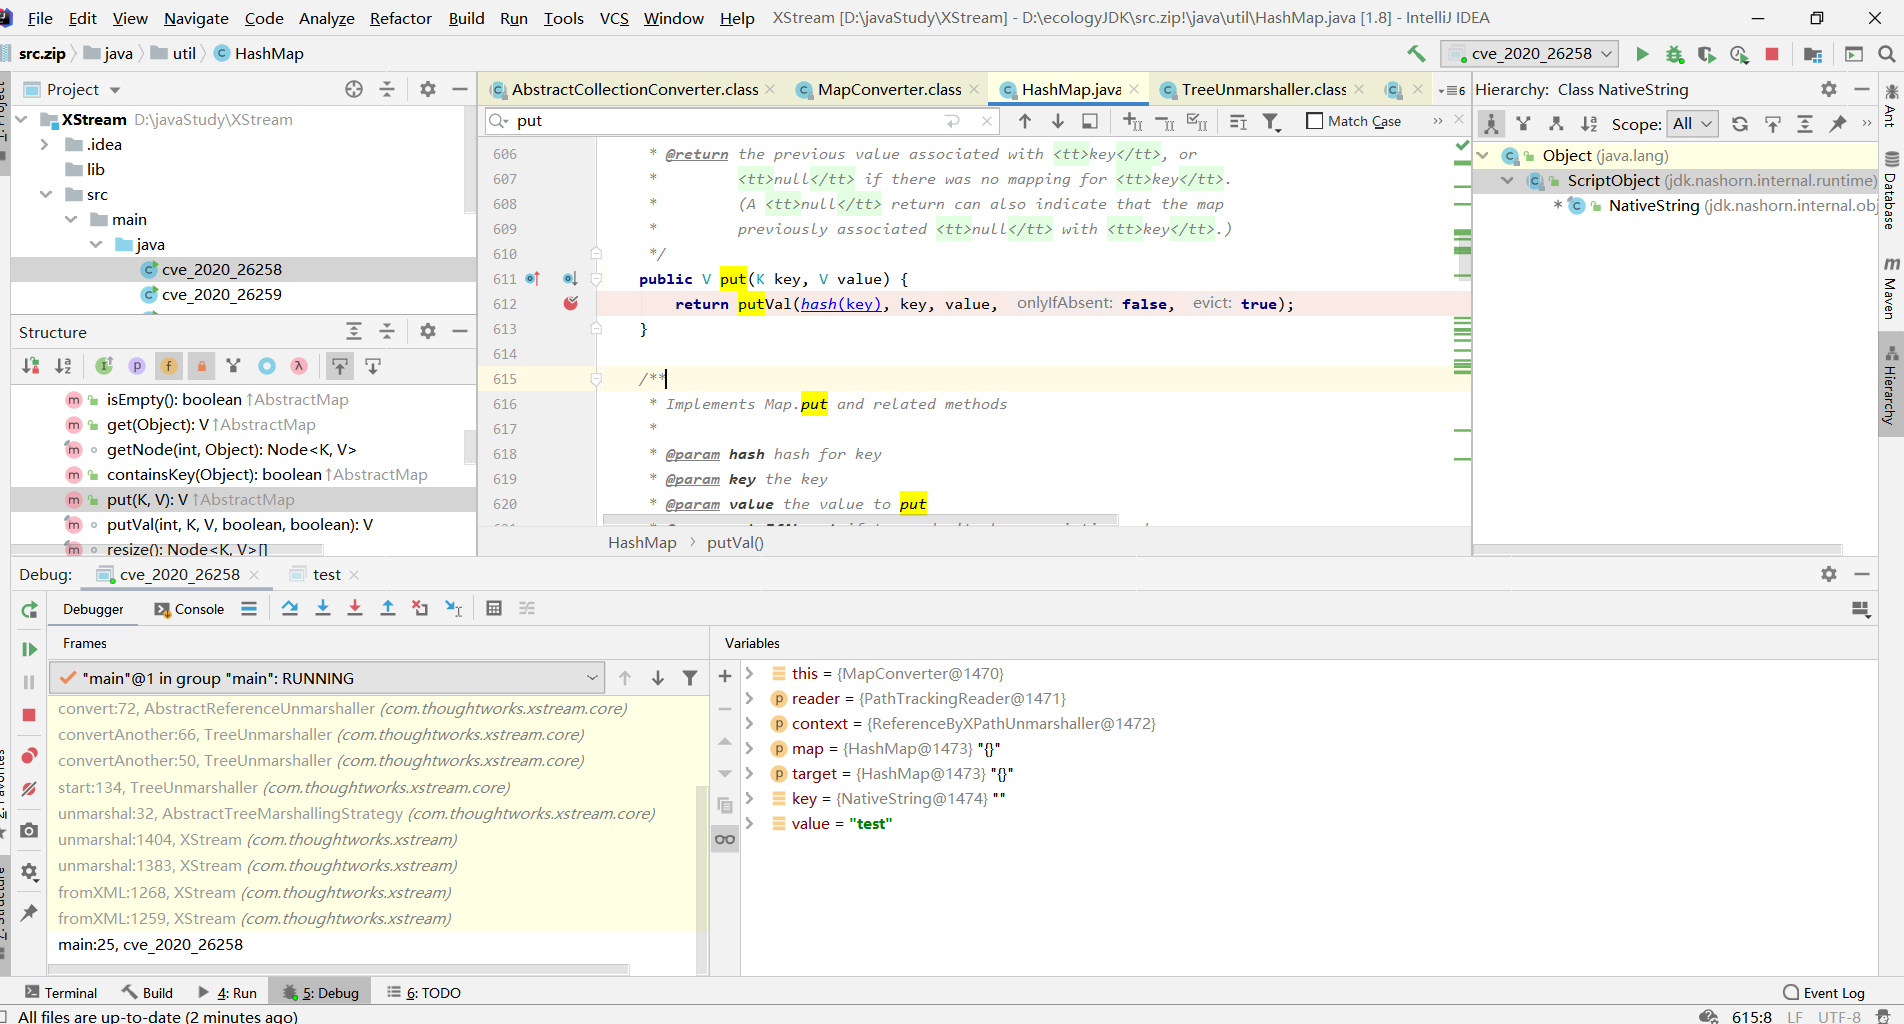 File Edit View Navigate Code Analyze Refactor Build Run Tools VCS Window Help XStream [D:\javaStudy\XStream] - D:\ecologyJDK\src.zip!\java\util\HashMap.java [1.8] - IntelliJ IDEA
src.zip java util HashMap cve_2020_26258
Project
XStream D:\javaStudy\XStream
.idea
lib
src
main
java
cve_2020_26258
cve_2020_26259
Structure
isEmpty(): boolean ↑AbstractMap
get(Object): V ↑AbstractMap
getNode(int, Object): Node<K, V>
containsKey(Object): boolean ↑AbstractMap
put(K, V): V ↑AbstractMap
putVal(int, K, V, boolean, boolean): V
resize(): Node<K, V>[]
AbstractCollectionConverter.class MapConverter.class HashMap.java TreeUnmarshaller.class 6
put Match Case
606 * @return the previous value associated with <tt>key</tt>, or
607 * <tt>null</tt> if there was no mapping for <tt>key</tt>.
608 * (A <tt>null</tt> return can also indicate that the map
609 * previously associated <tt>null</tt> with <tt>key</tt>.)
610 */
611 public V put(K key, V value) {
612 return putVal(hash(key), key, value, onlyIfAbsent: false, evict: true);
613 }
614
615 /**
616 * Implements Map.put and related methods
617 *
618 * @param hash hash for key
619 * @param key the key
620 * @param value the value to put
HashMap putVal()
Hierarchy: Class NativeString
Scope: All
Object (java.lang)
ScriptObject (jdk.nashorn.internal.runtime)
* NativeString (jdk.nashorn.internal.obj
Ant
Database
Maven
Hierarchy
Debug: cve_2020_26258 test
Debugger Console
Frames
"main"@1 in group "main": RUNNING
convert:72, AbstractReferenceUnmarshaller (com.thoughtworks.xstream.core)
convertAnother:66, TreeUnmarshaller (com.thoughtworks.xstream.core)
convertAnother:50, TreeUnmarshaller (com.thoughtworks.xstream.core)
start:134, TreeUnmarshaller (com.thoughtworks.xstream.core)
unmarshal:32, AbstractTreeMarshallingStrategy (com.thoughtworks.xstream.core)
unmarshal:1404, XStream (com.thoughtworks.xstream)
unmarshal:1383, XStream (com.thoughtworks.xstream)
fromXML:1268, XStream (com.thoughtworks.xstream)
fromXML:1259, XStream (com.thoughtworks.xstream)
main:25, cve_2020_26258
Variables
this = {MapConverter@1470}
reader = {PathTrackingReader@1471}
context = {ReferenceByXPathUnmarshaller@1472}
map = {HashMap@1473} "{}"
target = {HashMap@1473} "{}"
key = {NativeString@1474} ""
value = "test"
Terminal Build 4: Run 5: Debug 6: TODO Event Log
All files are up-to-date (2 minutes ago) 615:8 LF UTF-8